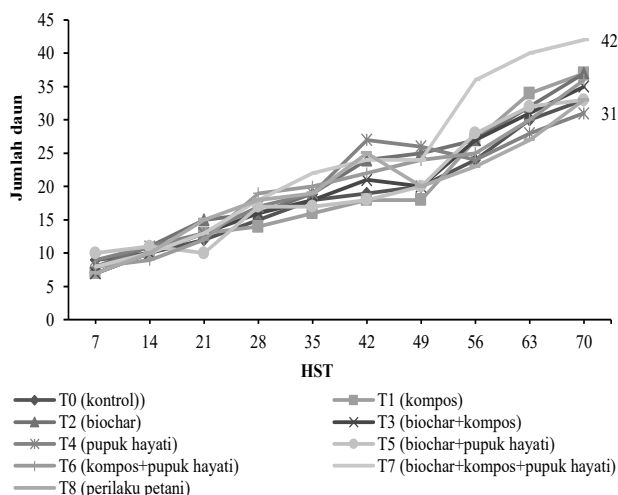 45
40
35
30
25
20
15
10
5
0
Jumlah daun
42
31
7 14 21 28 35 42 49 56 63 70
HST
T0 (kontrol)) T1 (kompos)
T2 (biochar) T3 (biochar+kompos)
T4 (pupuk hayati) T5 (biochar+pupuk hayati)
T6 (kompos+pupuk hayati) T7 (biochar+kompos+pupuk hayati)
T8 (perilaku petani)